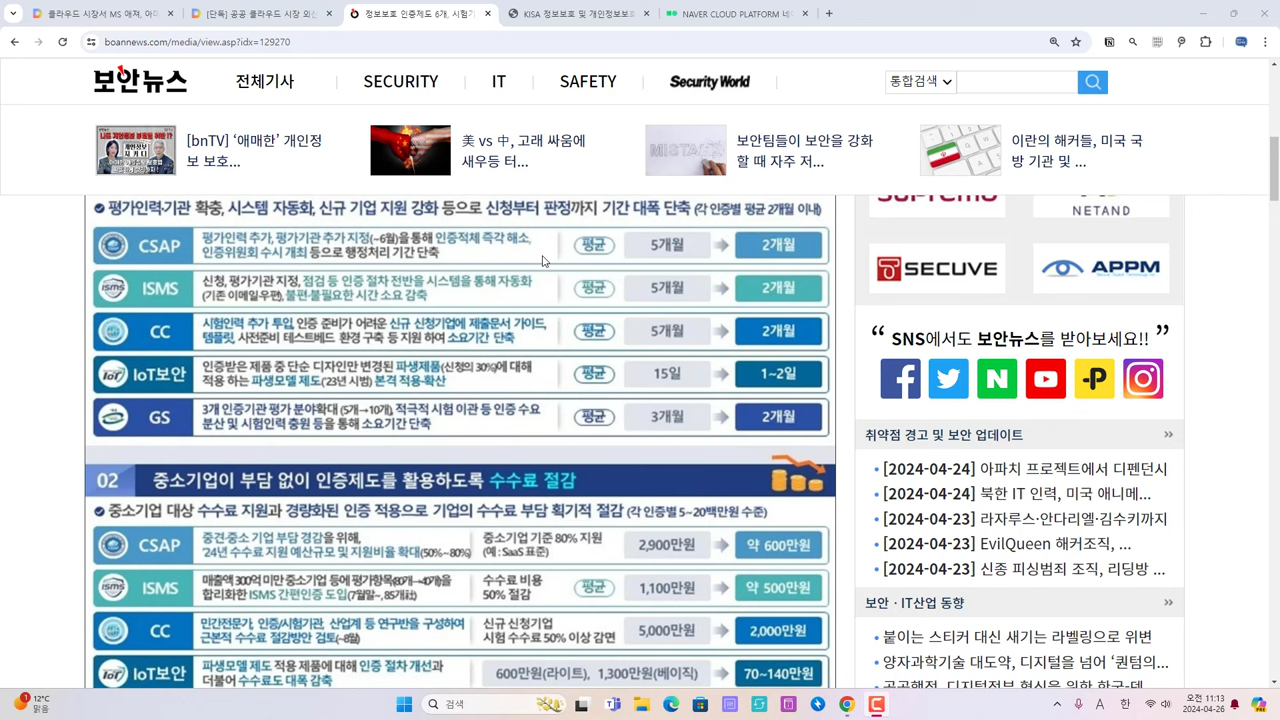 [단독] 공공 클라우드 시장 외산
정보보호 인증제도 6개, 시험기
KISA 정보보호 및 개인정보보호
NAVER CLOUD PLATFORM 네이
boannews.com/media/view.asp?idx=129270
보안뉴스
전체기사
SECURITY
IT
SAFETY
Security World
통합검색
[bnTV] ‘애매한’ 개인정
보 보호...
美 vs 中, 고래 싸움에
새우등 터...
보안팀들이 보안을 강화
할 때 자주 저...
이란의 해커들, 미국 국
방 기관 및 ...
평가인력·기관 확충, 시스템 자동화, 신규 기업 지원 강화 등으로 신청부터 판정까지 기간 대폭 단축 (각 인증별 평균 2개월 이내)
CSAP
평가인력 추가, 평가기관 추가 지정(~6월)을 통해 인증적체 즉각 해소,
인증위원회 수시 개최 등으로 행정처리 기간 단축
평균
5개월
2개월
ISMS
신청, 평가기관 지정, 점검 등 인증 절차 전반을 시스템을 통해 자동화
(기존 이메일·우편), 불편·불필요한 시간 소요 감축
평균
5개월
2개월
CC
시험인력 추가 투입, 인증 준비가 어려운 신규 신청기업에 제출문서 가이드,
템플릿, 사전준비 테스트베드 환경 구축 등 지원 하여 소요기간 단축
평균
5개월
2개월
IoT
IoT보안
인증받은 제품 중 단순 디자인만 변경된 파생제품(신청의 30%)에 대해
적용 하는 파생모델 제도('23년 시범) 본격 적용·확산
평균
15일
1~2일
GS
3개 인증기관 평가 분야확대 (5개→10개), 적극적 시험 이관 등 인증 수요
분산 및 시험인력 충원 등을 통해 소요기간 단축
평균
3개월
2개월
02 중소기업이 부담 없이 인증제도를 활용하도록 수수료 절감
중소기업 대상 수수료 지원과 경량화된 인증 적용으로 기업의 수수료 부담 획기적 절감 (각 인증별 5~20백만원 수준)
CSAP
중견·중소 기업 부담 경감을 위해,
'24년 수수료 지원 예산규모 및 지원비율 확대(50%~80%)
중소기업 기준 80% 지원
(예 : SaaS 표준)
2,900만원
약 600만원
ISMS
매출액 300억 미만 중소기업 등에 평가항목(80개→40개)을
합리화한 ISMS 간편인증 도입(7월말~, 85개社)
수수료 비용
50% 절감
평균
1,100만원
약 500만원
CC
민간전문가, 인증/시험기관, 산업계 등 연구반을 구성하여
근본적 수수료 절감방안 검토(~8월)
신규 신청기업
시험 수수료 50% 이상 감면
5,000만원
2,000만원
IoT보안
파생모델 제도 적용 제품에 대해 인증 절차 개선과
더불어 수수료도 대폭 감축
600만원(라이트), 1,300만원(베이직)
70~140만원
NETAND
SECUVE
APPM
“ SNS에서도 보안뉴스를 받아보세요!! ”
취약점 경고 및 보안 업데이트
[2024-04-24] 아파치 프로젝트에서 디펜던시
[2024-04-24] 북한 IT 인력, 미국 애니메...
[2024-04-23] 라자루스·안다리엘·김수키까지
[2024-04-23] EvilQueen 해커조직, ...
[2024-04-23] 신종 피싱범죄 조직, 리딩방 ...
보안 · IT산업 동향
붙이는 스티커 대신 새기는 라벨링으로 위변
양자과학기술 대도약, 디지털을 넘어 ‘퀀텀의...
12°C
맑음
검색
A
한
오전 11:13
2024-04-26